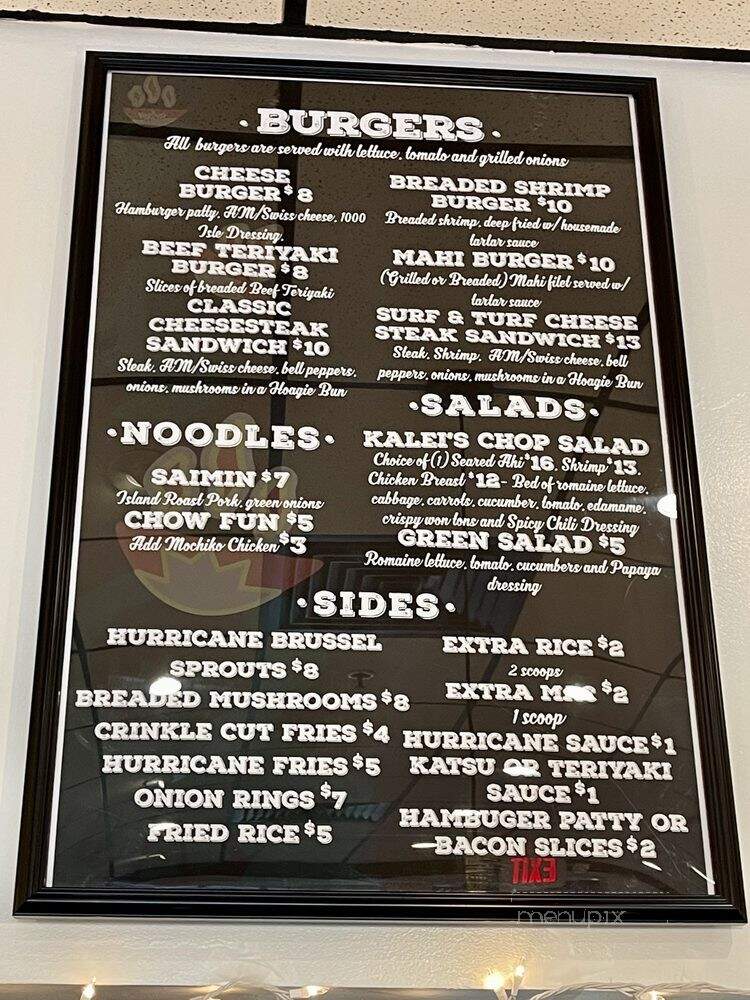 · BURGERS ·
All burgers are served with lettuce, tomato and grilled onions
CHEESE
BURGER $8
Hamburger patty, AM/Swiss cheese, 1000
Isle Dressing.
BEEF TERIYAKI
BURGER $8
Slices of breaded Beef Teriyaki
CLASSIC
CHEESESTEAK
SANDWICH $10
Steak, AM/Swiss cheese, bell peppers,
onions, mushrooms in a Hoagie Bun
BREADED SHRIMP
BURGER $10
Breaded shrimp, deep fried w/ housemade
tartar sauce
MAHI BURGER $10
(Grilled or Breaded) Mahi filet served w/
tartar sauce
SURF & TURF CHEESE
STEAK SANDWICH $13
Steak, Shrimp, AM/Swiss cheese, bell
peppers, onions, mushrooms in a Hoagie Bun
· NOODLES ·
SAIMIN $7
Island Roast Pork, green onions
CHOW FUN $5
Add Mochiko Chicken $3
· SALADS ·
KALEI'S CHOP SALAD
Choice of (1) Seared Ahi $16, Shrimp $13,
Chicken Breast $12- Bed of romaine lettuce,
cabbage, carrots, cucumber, tomato, edamame,
crispy won tons and Spicy Chili Dressing
GREEN SALAD $5
Romaine lettuce, tomato, cucumbers and Papaya
dressing
· SIDES ·
HURRICANE BRUSSEL
SPROUTS $8
BREADED MUSHROOMS $8
CRINKLE CUT FRIES $4
HURRICANE FRIES $5
ONION RINGS $7
FRIED RICE $5
EXTRA RICE $2
2 scoops
EXTRA $2
1 scoop
HURRICANE SAUCE $1
KATSU OR TERIYAKI
SAUCE $1
HAMBUGER PATTY OR
BACON SLICES $2
EXIT
menupix